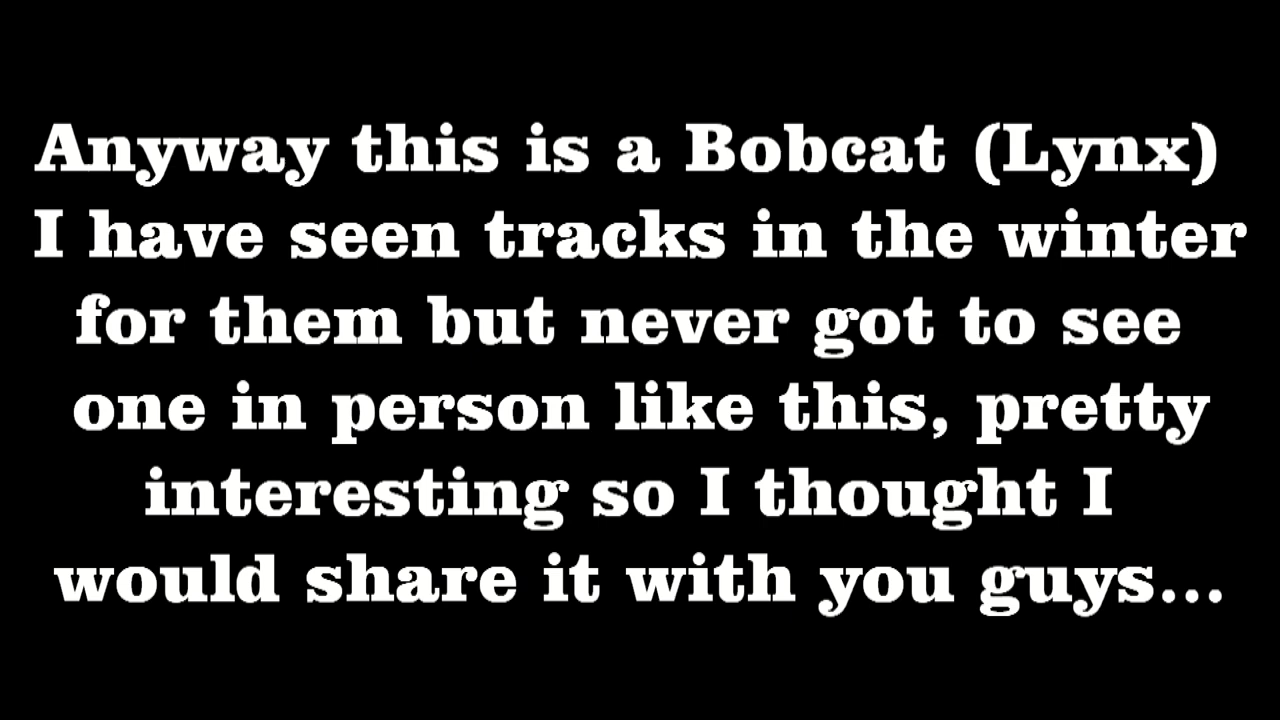 Anyway this is a Bobcat (Lynx)
I have seen tracks in the winter
for them but never got to see
one in person like this, pretty
interesting so I thought I
would share it with you guys...